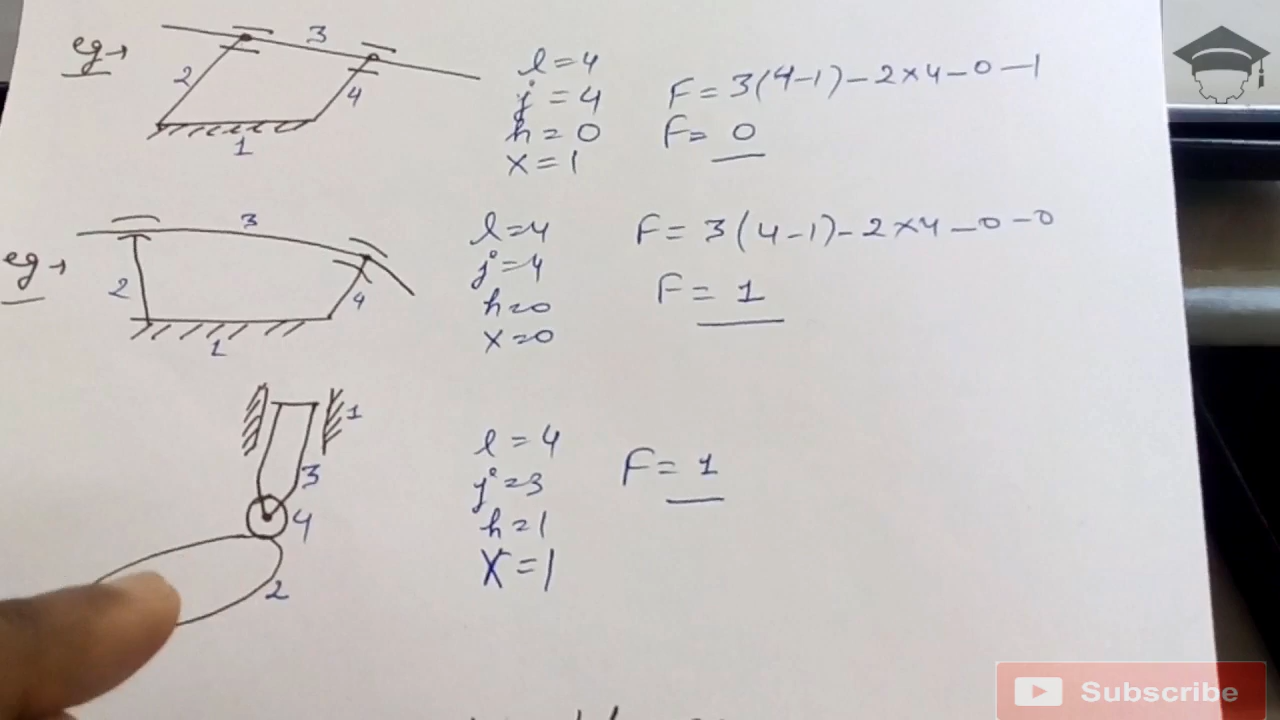 eg →
3
2
4
1
l = 4
j = 4
h = 0
x = 1
F = 3(4-1) - 2×4 - 0 - 1
F = 0
eg →
3
2
4
1
l = 4
j = 4
h = 0
x = 0
F = 3(4-1) - 2×4 - 0 - 0
F = 1
1
3
4
2
l = 4
j = 3
h = 1
X = 1
F = 1
Subscribe